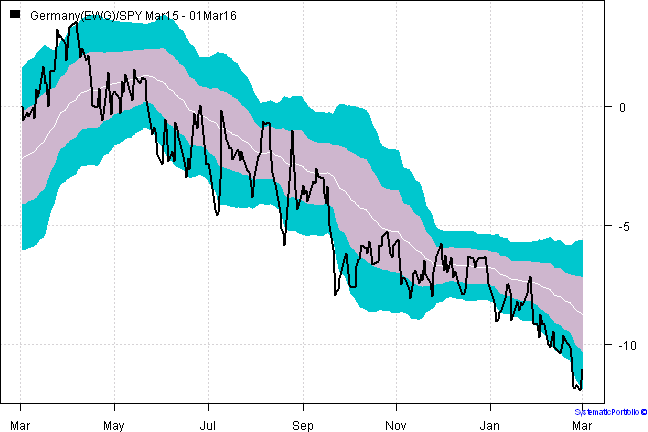 Germany(EWG)/SPY Mar15 - 01Mar16
0
-5
-10
Mar May Jul Sep Nov Jan Mar
SystematicPortfolio ©